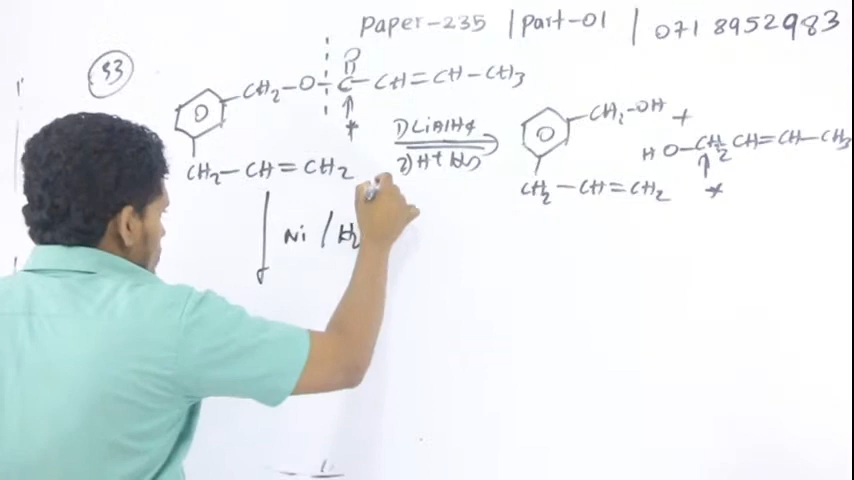 Paper-235 | Part-01 | 071 8952983
93
O
CH2-O-C-CH=CH-CH3
O
CH2-CH=CH2
*
1) LiAlH4
2) H+ H2O
CH2-OH +
O
HO-CH2CH=CH-CH3
CH2-CH=CH2
*
Ni / H2